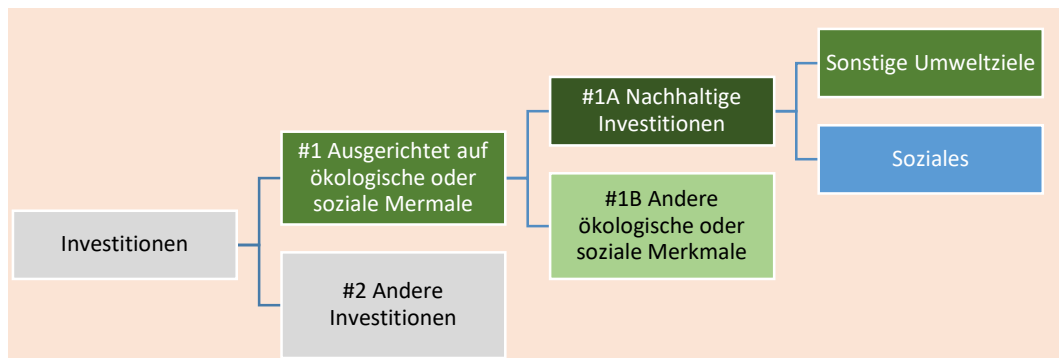 Investitionen
#1 Ausgerichtet auf
ökologische oder
soziale Mermale
#2 Andere
Investitionen
#1A Nachhaltige
Investitionen
#1B Andere
ökologische oder
soziale Merkmale
Sonstige Umweltziele
Soziales